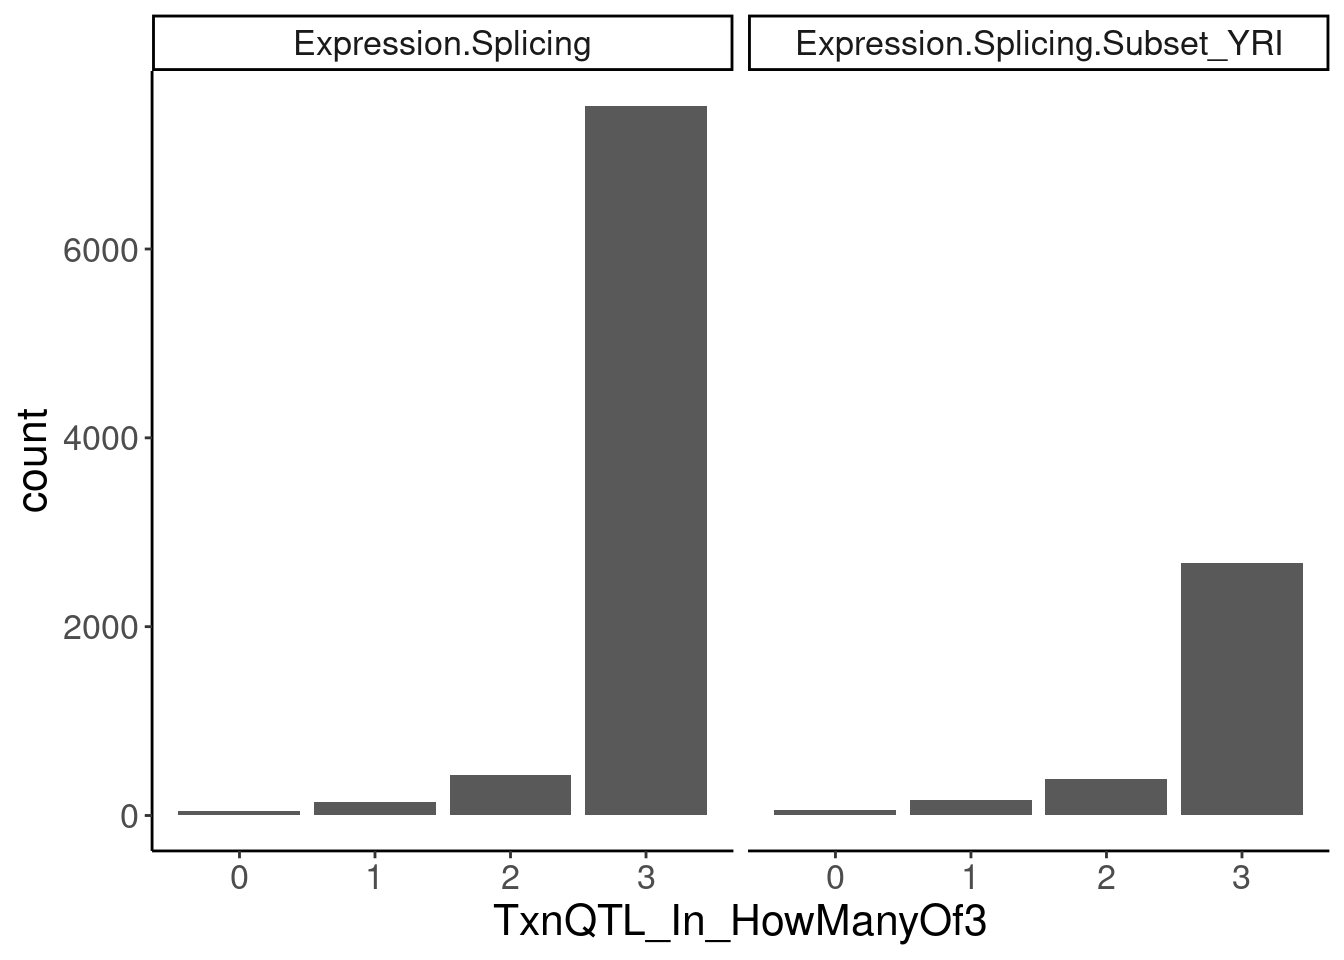 Expression.Splicing
Expression.Splicing.Subset_YRI
count
6000
4000
2000
0
0 1 2 3
0 1 2 3
TxnQTL_In_HowManyOf3